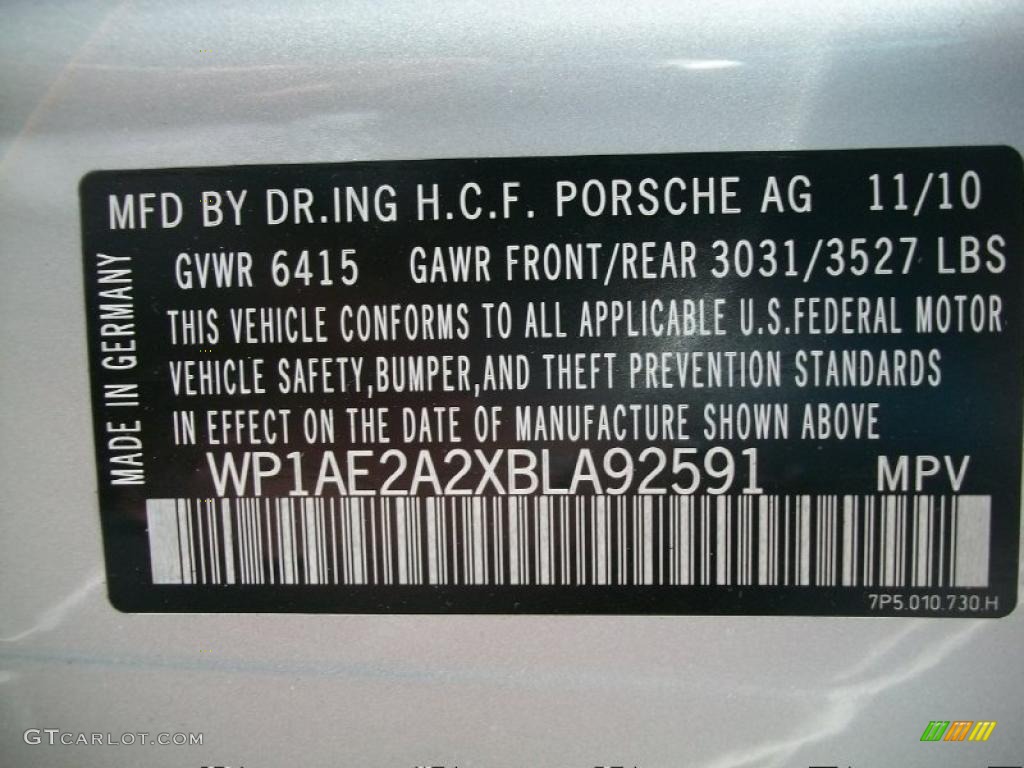 MFD BY DR.ING H.C.F. PORSCHE AG 11/10
GVWR 6415 GAWR FRONT/REAR 3031/3527 LBS
THIS VEHICLE CONFORMS TO ALL APPLICABLE U.S.FEDERAL MOTOR
VEHICLE SAFETY,BUMPER,AND THEFT PREVENTION STANDARDS
IN EFFECT ON THE DATE OF MANUFACTURE SHOWN ABOVE
MADE IN GERMANY
WP1AE2A2XBLA92591 MPV
7P5.010.730.H
GTCARLOT.COM